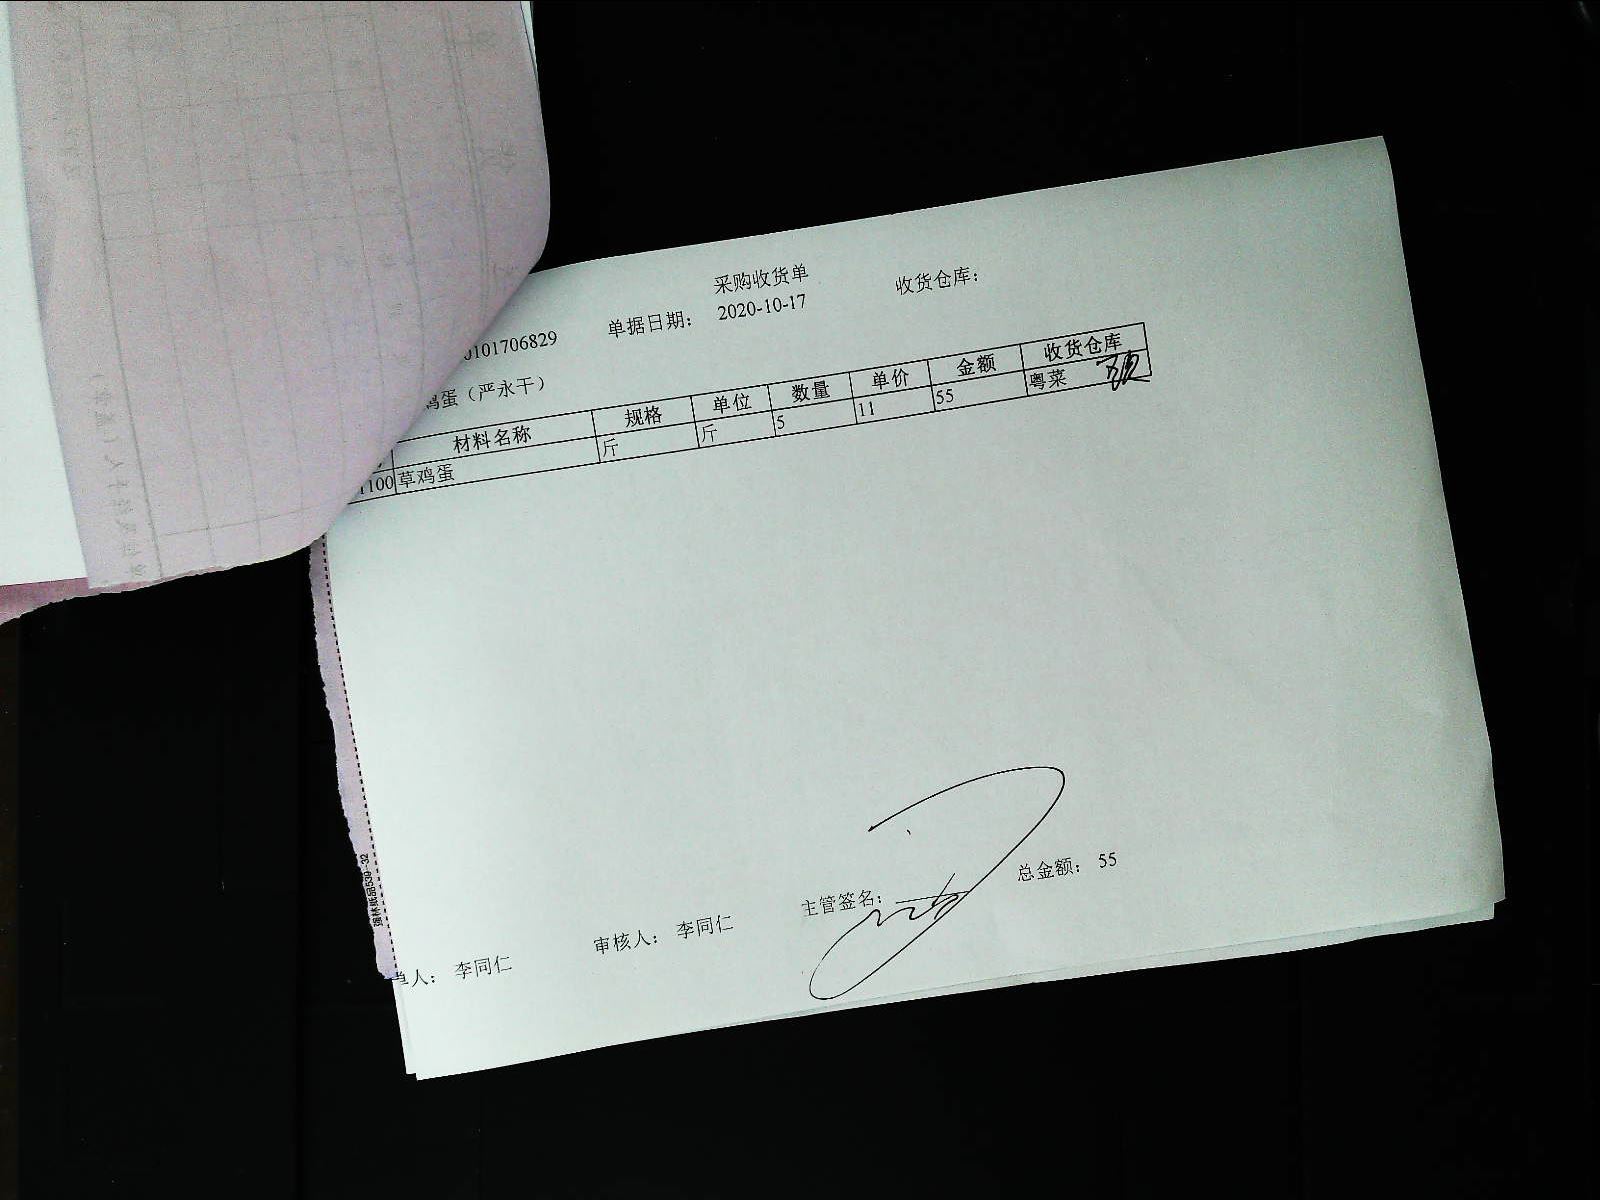 采购收货单
0101706829 单据日期： 2020-10-17 收货仓库：
鸡蛋（严永干）
材料名称 规格 单位 数量 单价 金额 收货仓库
1100 草鸡蛋 斤 斤 5 11 55 粤菜
单人： 李同仁 审核人： 李同仁 主管签名： 总金额： 55